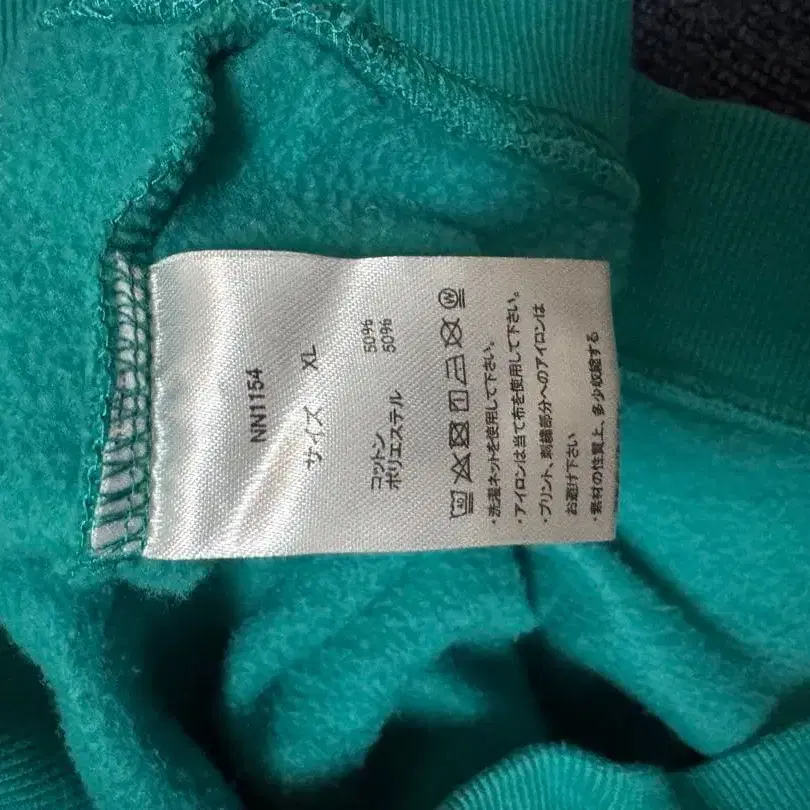 NN1154
サイズ XL
コットン 50%
ポリエステル 50%
・洗濯ネットを使用して下さい。
・アイロンは当て布を使用して下さい。
・プリント、刺繍部分へのアイロンは
お避け下さい
・素材の性質上、多少収縮する